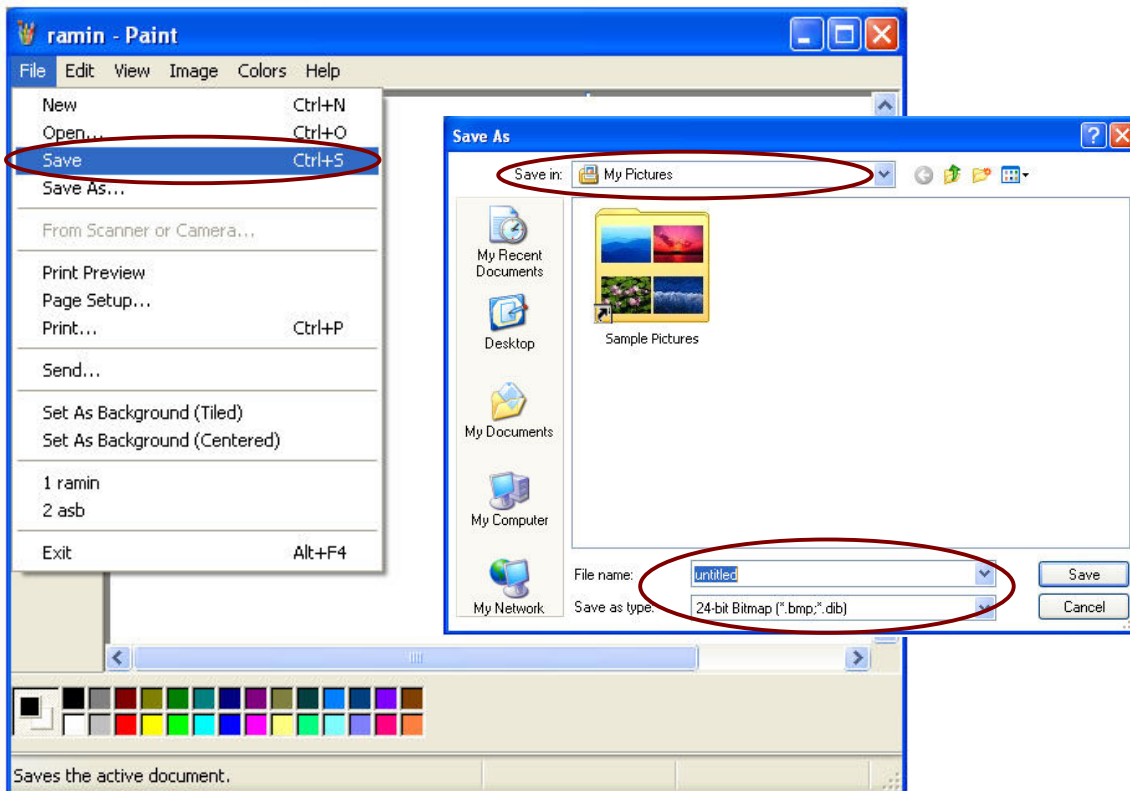 ramin - Paint
File Edit View Image Colors Help
New Ctrl+N
Open... Ctrl+O
Save Ctrl+S
Save As...
From Scanner or Camera...
Print Preview
Page Setup...
Print... Ctrl+P
Send...
Set As Background (Tiled)
Set As Background (Centered)
1 ramin
2 asb
Exit Alt+F4
Save As
Save in: My Pictures
My Recent
Documents
Desktop
My Documents
My Computer
My Network
Sample Pictures
File name: untitled Save
Save as type: 24-bit Bitmap (*.bmp;*.dib) Cancel
Saves the active document.